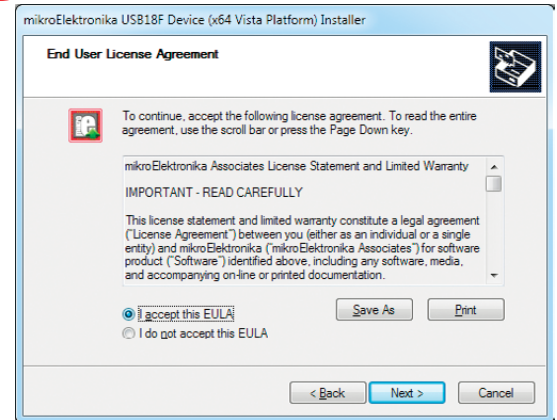 mikroElektronika USB18F Device (x64 Vista Platform) Installer
End User License Agreement
To continue, accept the following license agreement. To read the entire
agreement, use the scroll bar or press the Page Down key.
mikroElektronika Associates License Statement and Limited Warranty
IMPORTANT - READ CAREFULLY
This license statement and limited warranty constitute a legal agreement
("License Agreement") between you (either as an individual or a single
entity) and mikroElektronika ("mikroElektronika Associates") for software
product ("Software") identified above, including any software, media,
and accompanying on-line or printed documentation.
I accept this EULA
Save As
Print
I do not accept this EULA
< Back
Next >
Cancel